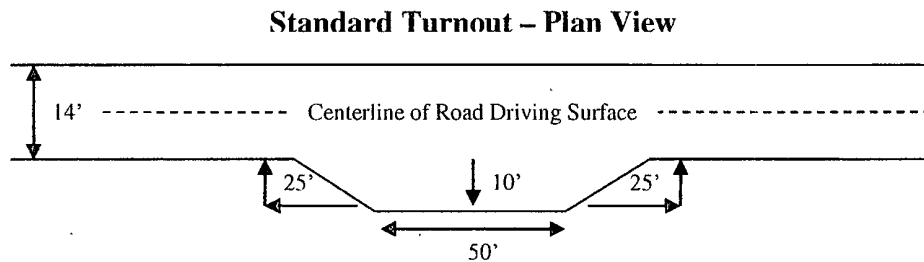 Standard Turnout – Plan View
14'
Centerline of Road Driving Surface
25'
10'
25'
50'